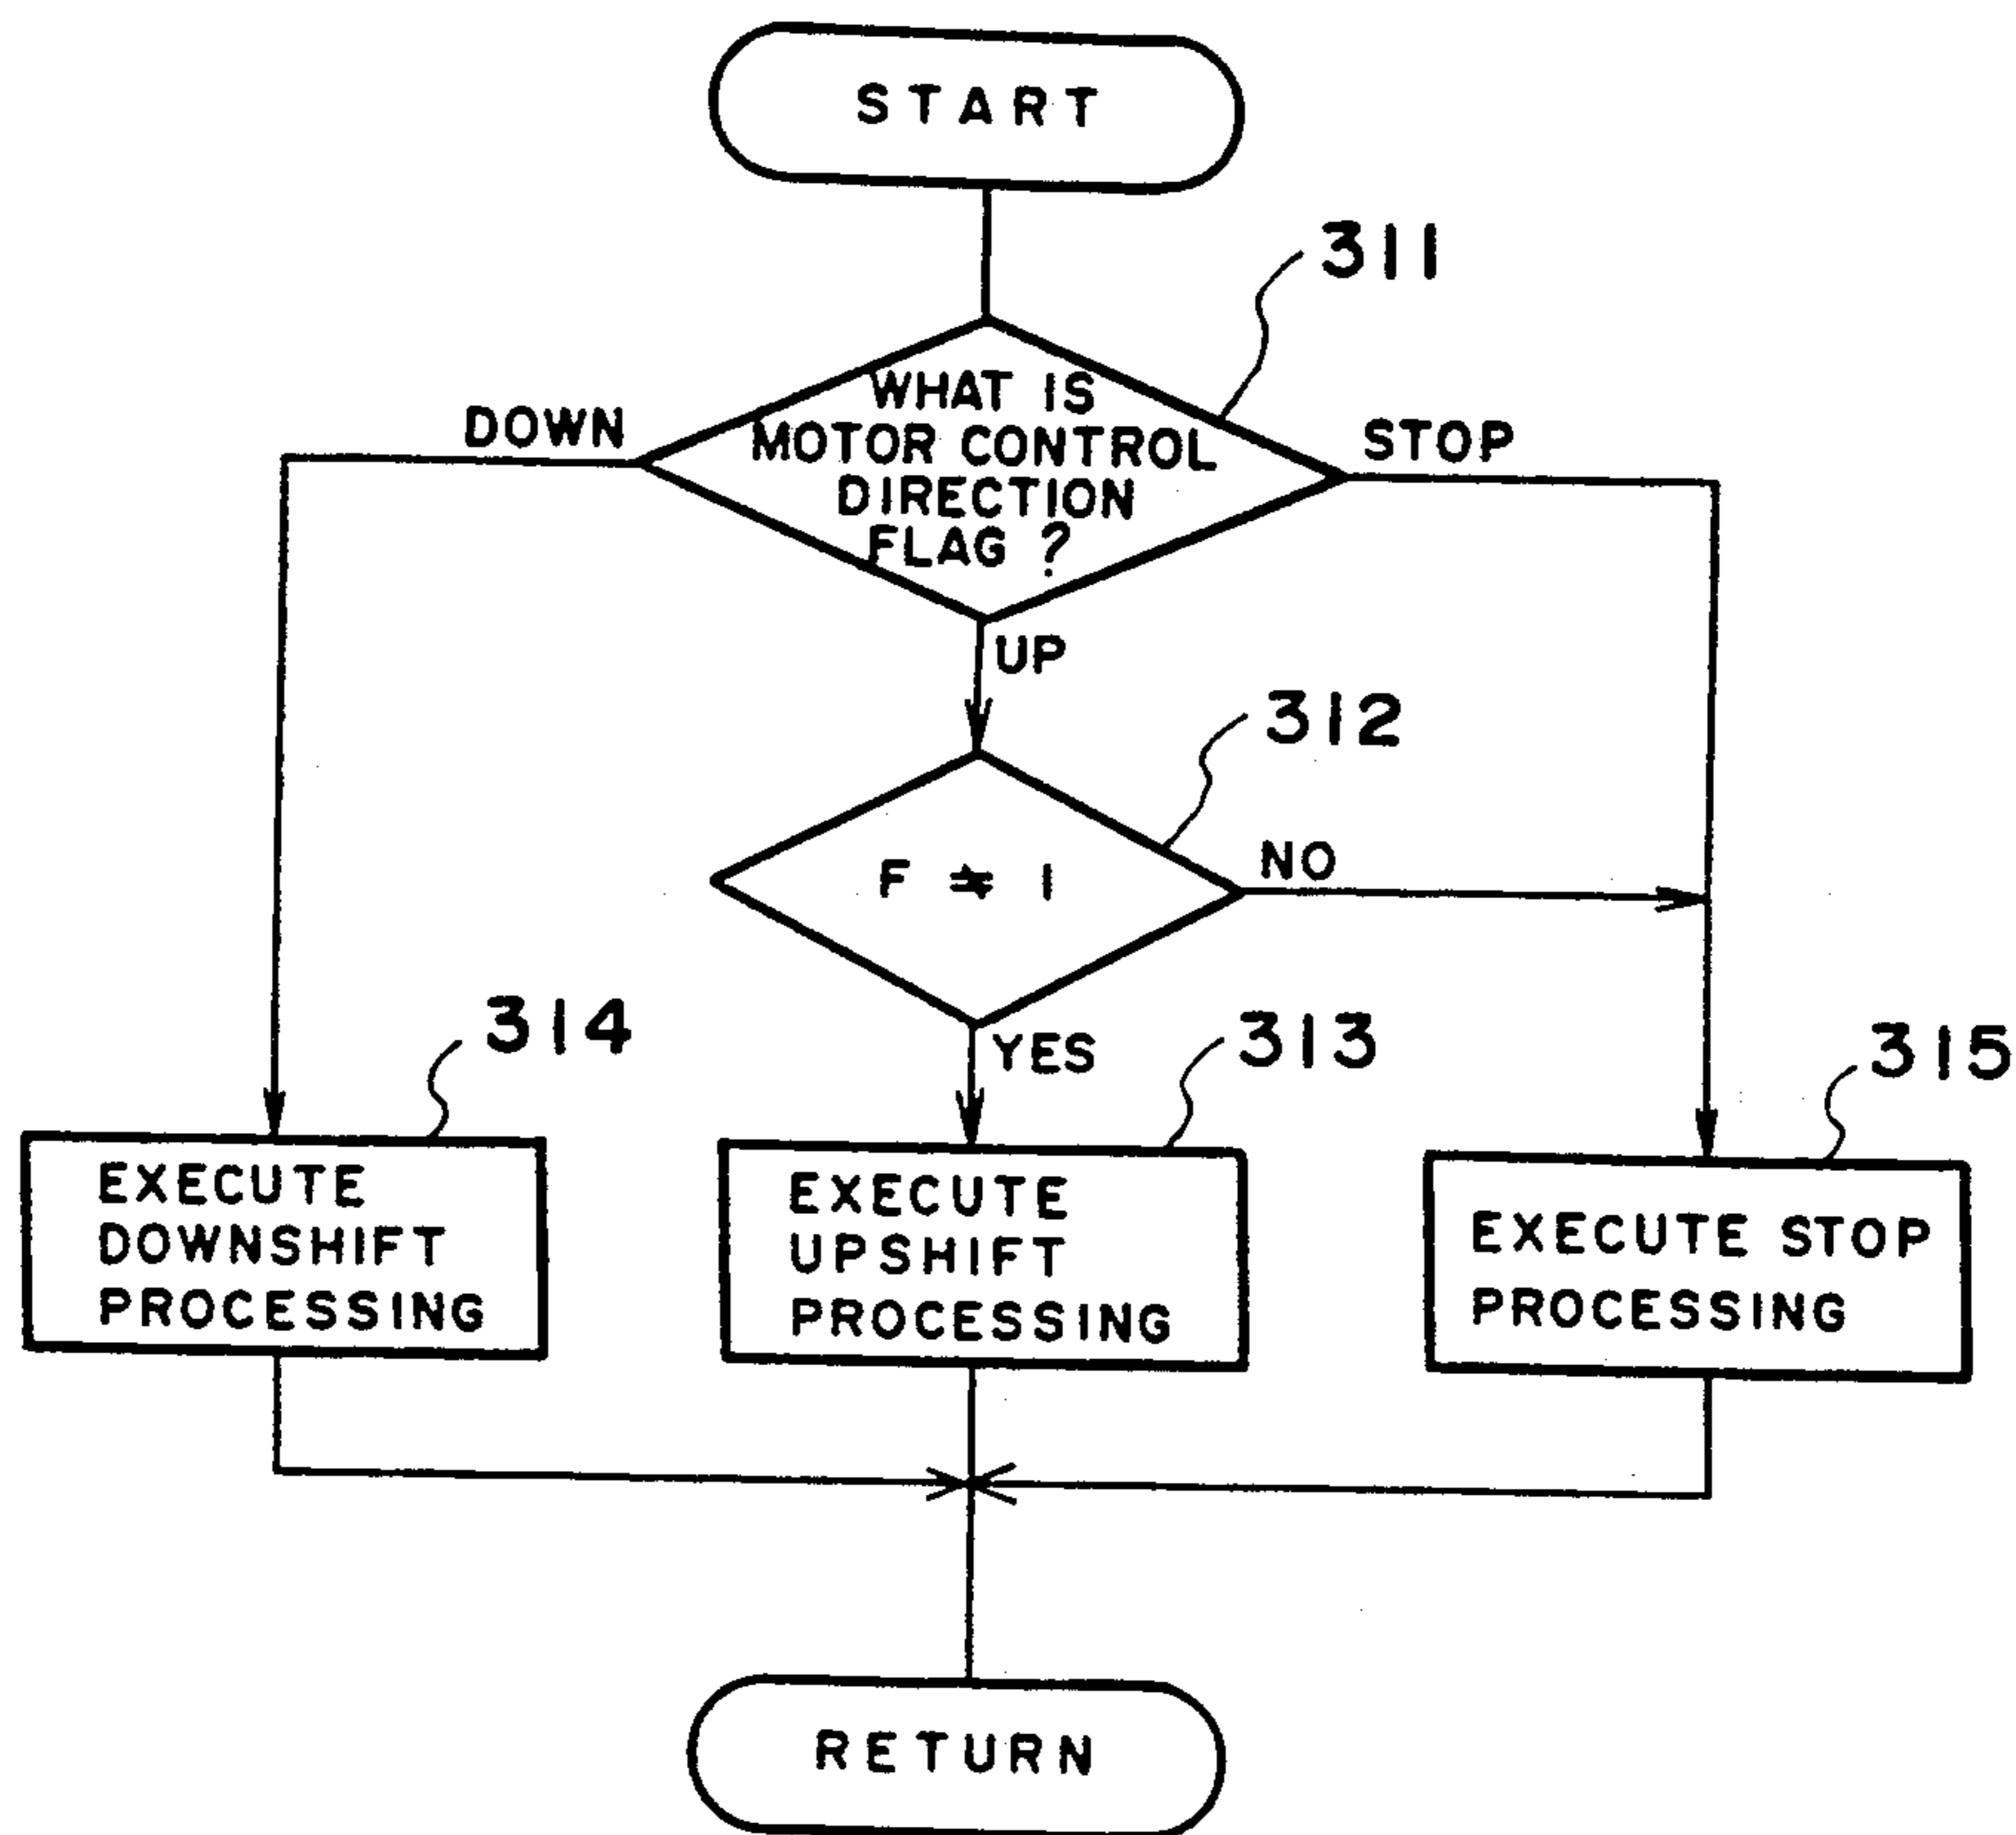 START
311
WHAT IS
MOTOR CONTROL
DIRECTION
FLAG ?
DOWN
STOP
UP
312
F ≠ 1
NO
YES
314
313
315
EXECUTE
DOWNSHIFT
PROCESSING
EXECUTE
UPSHIFT
PROCESSING
EXECUTE STOP
PROCESSING
RETURN